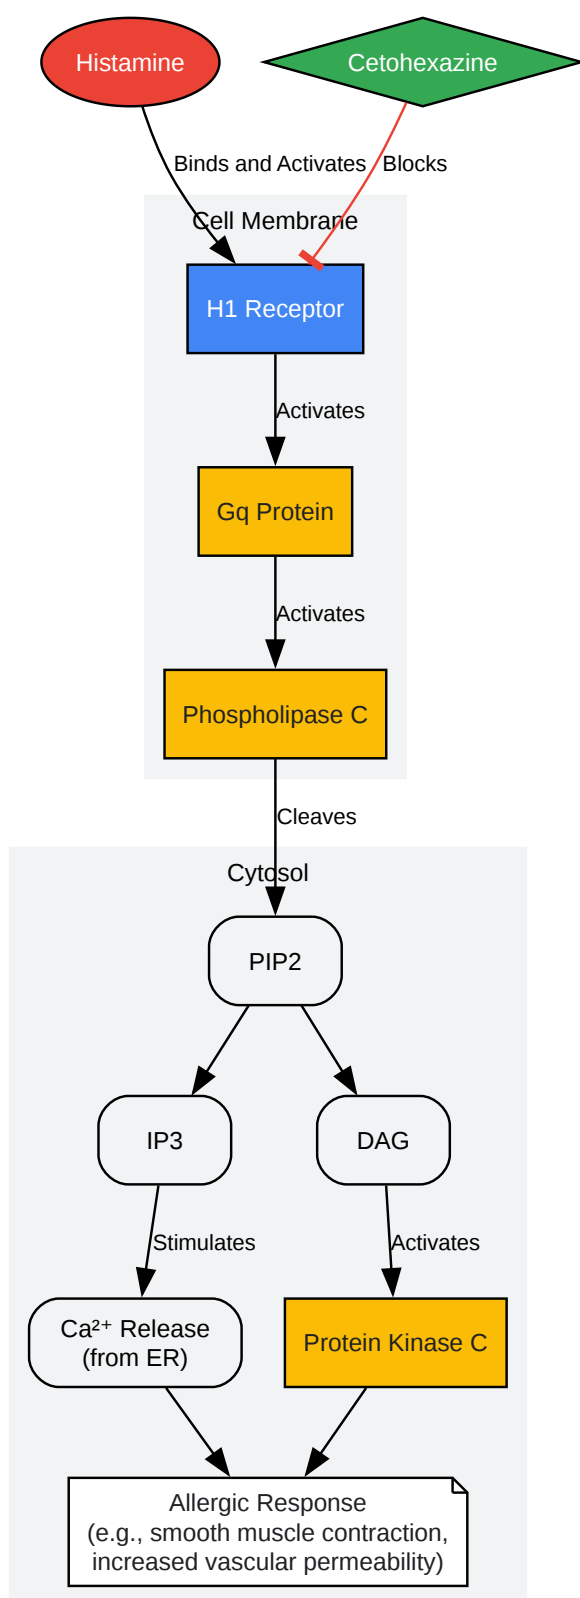 Histamine
Cetohexazine
Binds and Activates
Blocks
Cell Membrane
H1 Receptor
Activates
Gq Protein
Activates
Phospholipase C
Cleaves
Cytosol
PIP2
IP3
DAG
Stimulates
Activates
Ca²⁺ Release
(from ER)
Protein Kinase C
Allergic Response
(e.g., smooth muscle contraction,
increased vascular permeability)